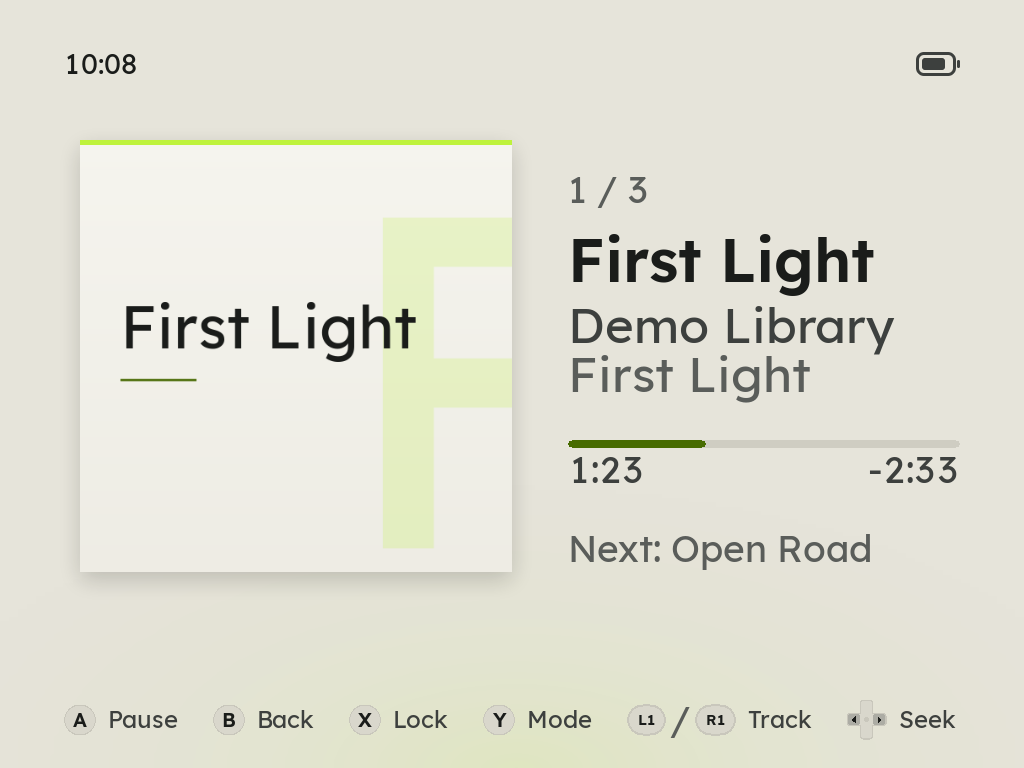 10:08
First Light
1 / 3
First Light
Demo Library
First Light
1:23 -2:33
Next: Open Road
A Pause B Back X Lock Y Mode L1 / R1 Track Seek